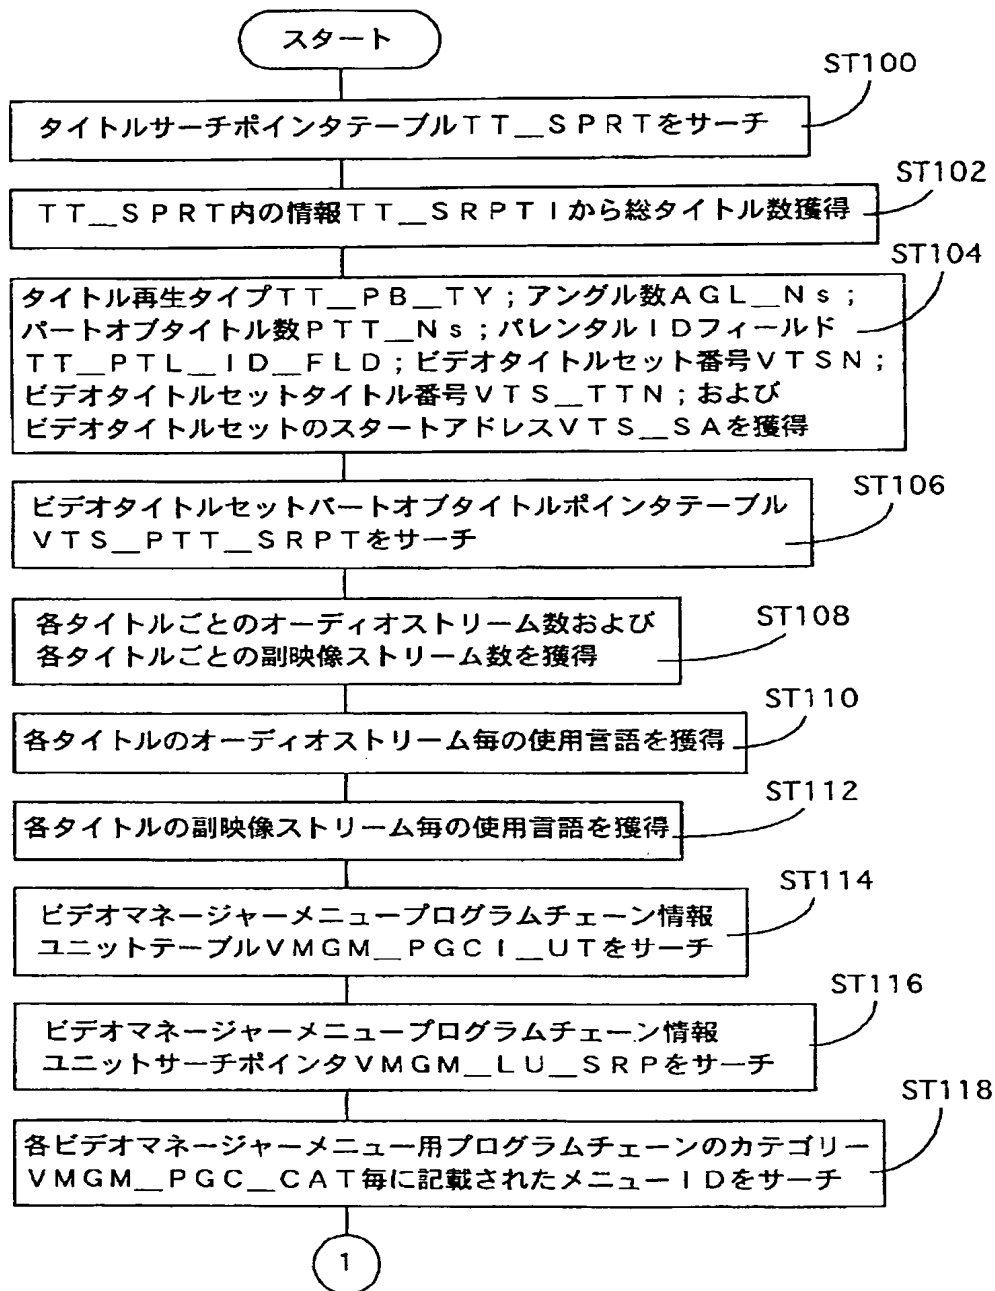 スタート
ST100
タイトルサーチポインタテーブルTT__SPRTをサーチ
ST102
TT__SPRT内の情報TT__SRPTIから総タイトル数獲得
ST104
タイトル再生タイプTT__PB__TY；アングル数AGL__Ns；
パートオブタイトル数PTT__Ns；パレンタルIDフィールド
TT__PTL__ID__FLD；ビデオタイトルセット番号VTSN；
ビデオタイトルセットタイトル番号VTS__TTN；および
ビデオタイトルセットのスタートアドレスVTS__SAを獲得
ST106
ビデオタイトルセットパートオブタイトルポインタテーブル
VTS__PTT__SRPTをサーチ
ST108
各タイトルごとのオーディオストリーム数および
各タイトルごとの副映像ストリーム数を獲得
ST110
各タイトルのオーディオストリーム毎の使用言語を獲得
ST112
各タイトルの副映像ストリーム毎の使用言語を獲得
ST114
ビデオマネージャーメニュープログラムチェーン情報
ユニットテーブルVMGM__PGCI__UTをサーチ
ST116
ビデオマネージャーメニュープログラムチェーン情報
ユニットサーチポインタVMGM__LU__SRPをサーチ
ST118
各ビデオマネージャーメニュー用プログラムチェーンのカテゴリー
VMGM__PGC__CAT毎に記載されたメニューIDをサーチ
1